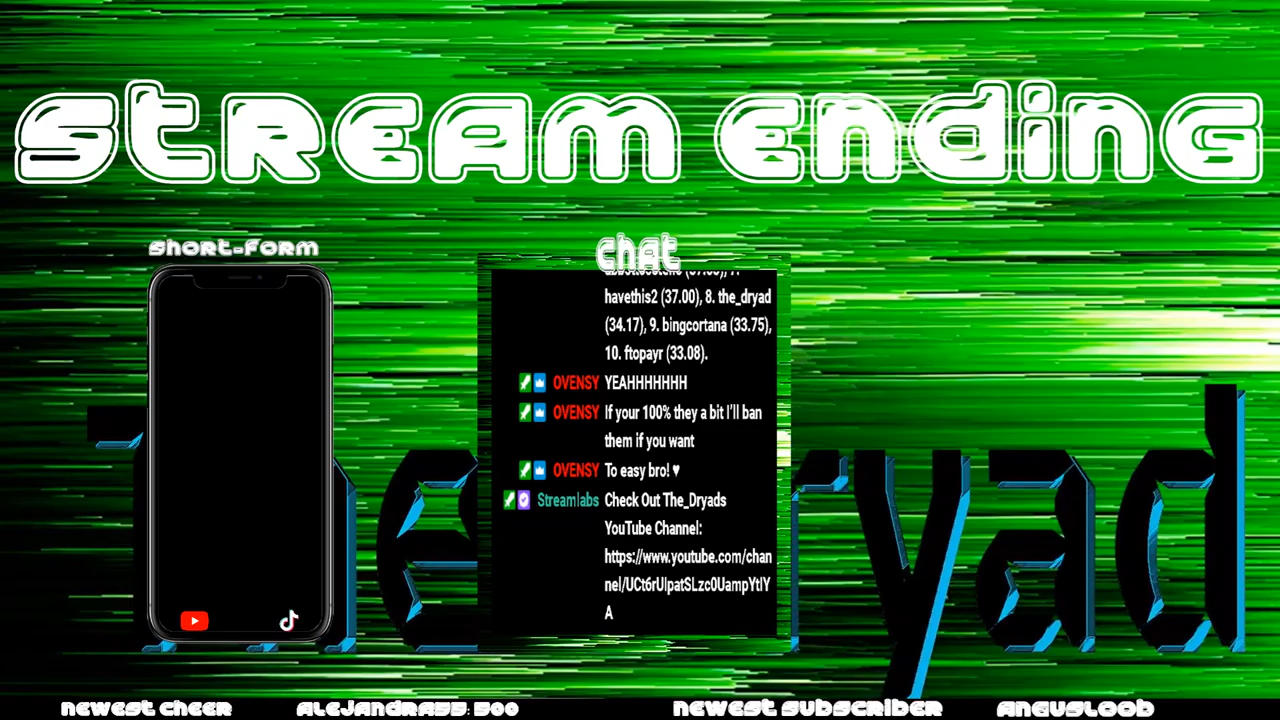 STREAM ENDING
SHORT-FORM
CHAT
havethis2 (37.00), 8. the_dryad
(34.17), 9. bingcortana (33.75),
10. ftopayr (33.08).
OVENSY YEAHHHHHHH
OVENSY If your 100% they a bit I'll ban
them if you want
OVENSY To easy bro! ♥
Streamlabs Check Out The_Dryads
YouTube Channel:
https://www.youtube.com/chan
nel/UCt6rUlpatSLzc0UampYtlY
A
The ryad
NEWEST CHEER ALEJANDRA55: 500 NEWEST SUBSCRIBER ANGUSLOOB